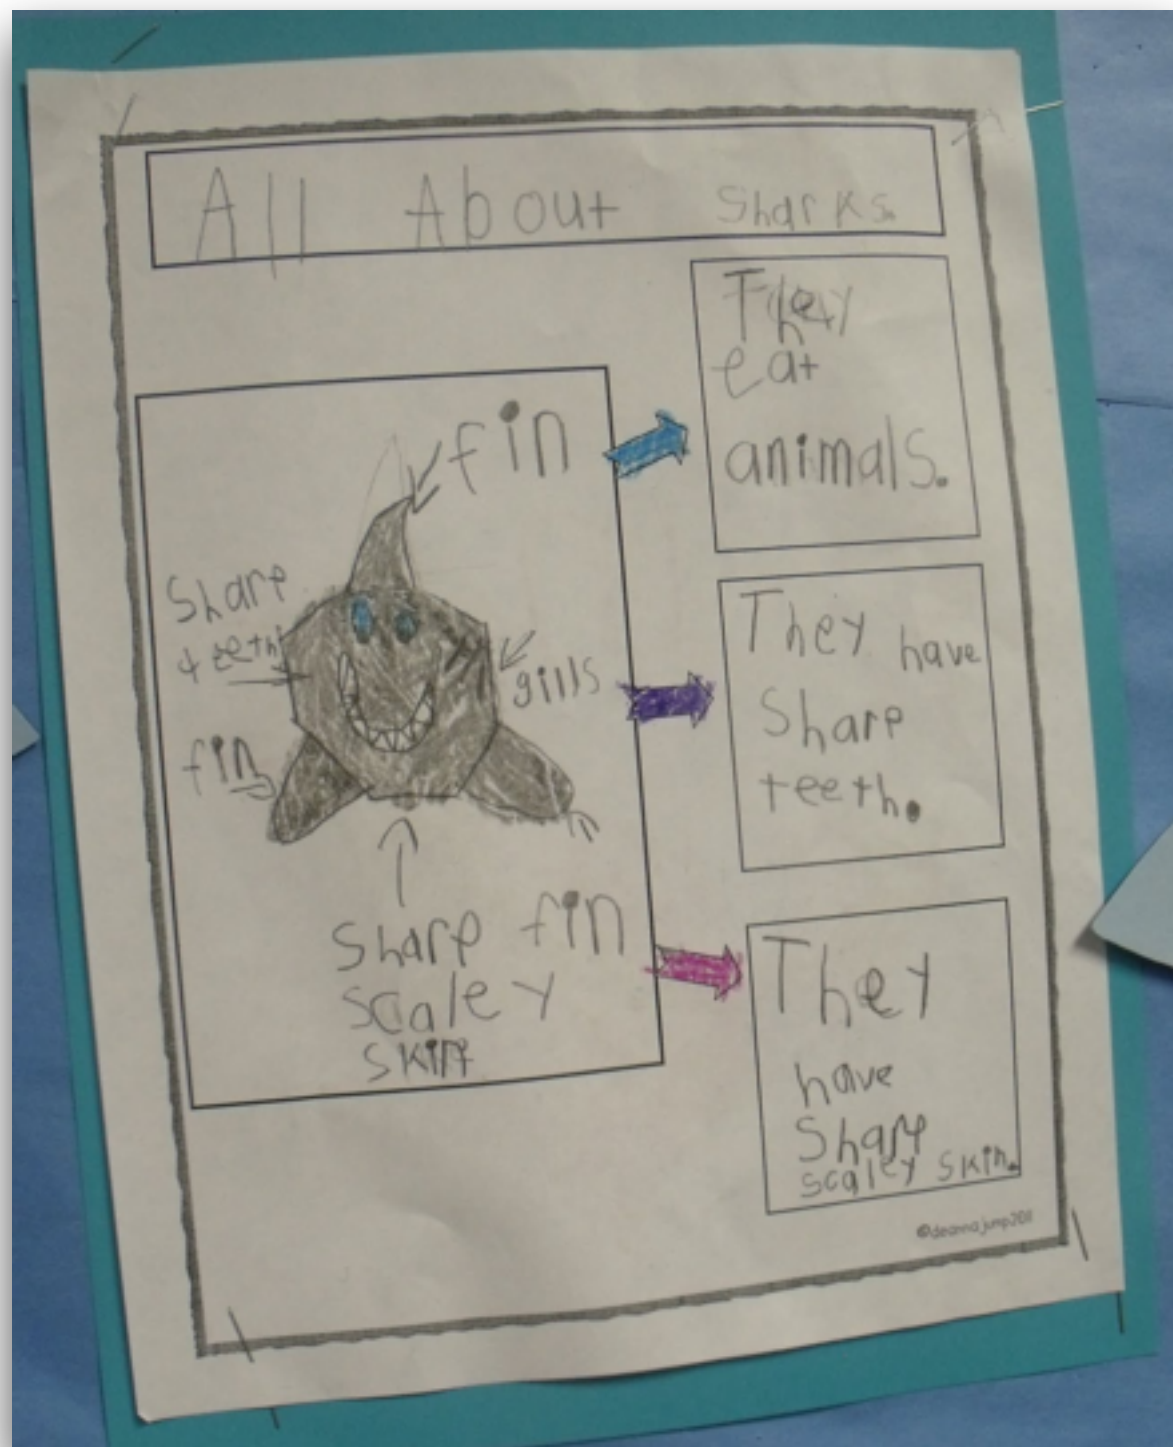 All About Sharks.
They
eat
animals.
fin
Sharp
teeth
gills
fin
Sharp fin
scaley
skin
They have
Sharp
teeth.
They
have
Sharp
scaley skin.
©deannajump2011